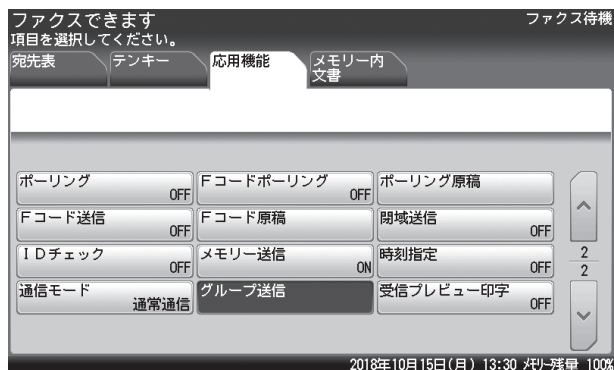 ファクスできます
ファクス待機
項目を選択してください。
宛先表
テンキー
応用機能
メモリー内
文書
ポーリング
OFF
Fコードポーリング
OFF
ポーリング原稿
Fコード送信
OFF
Fコード原稿
閉域送信
OFF
IDチェック
OFF
メモリー送信
ON
時刻指定
OFF
2
2
通信モード
通常通信
グループ送信
受信プレビュー印字
OFF
2018年10月15日(月) 13:30 メモリー残量 100%